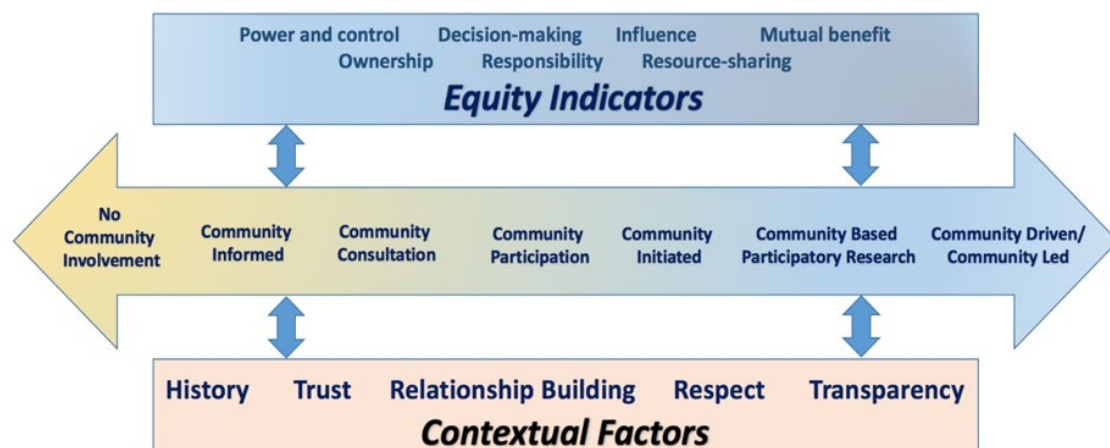 Power and control Decision-making Influence Mutual benefit
Ownership Responsibility Resource-sharing
Equity Indicators
No
Community
Involvement
Community
Informed
Community
Consultation
Community
Participation
Community
Initiated
Community Based
Participatory Research
Community Driven/
Community Led
History Trust Relationship Building Respect Transparency
Contextual Factors